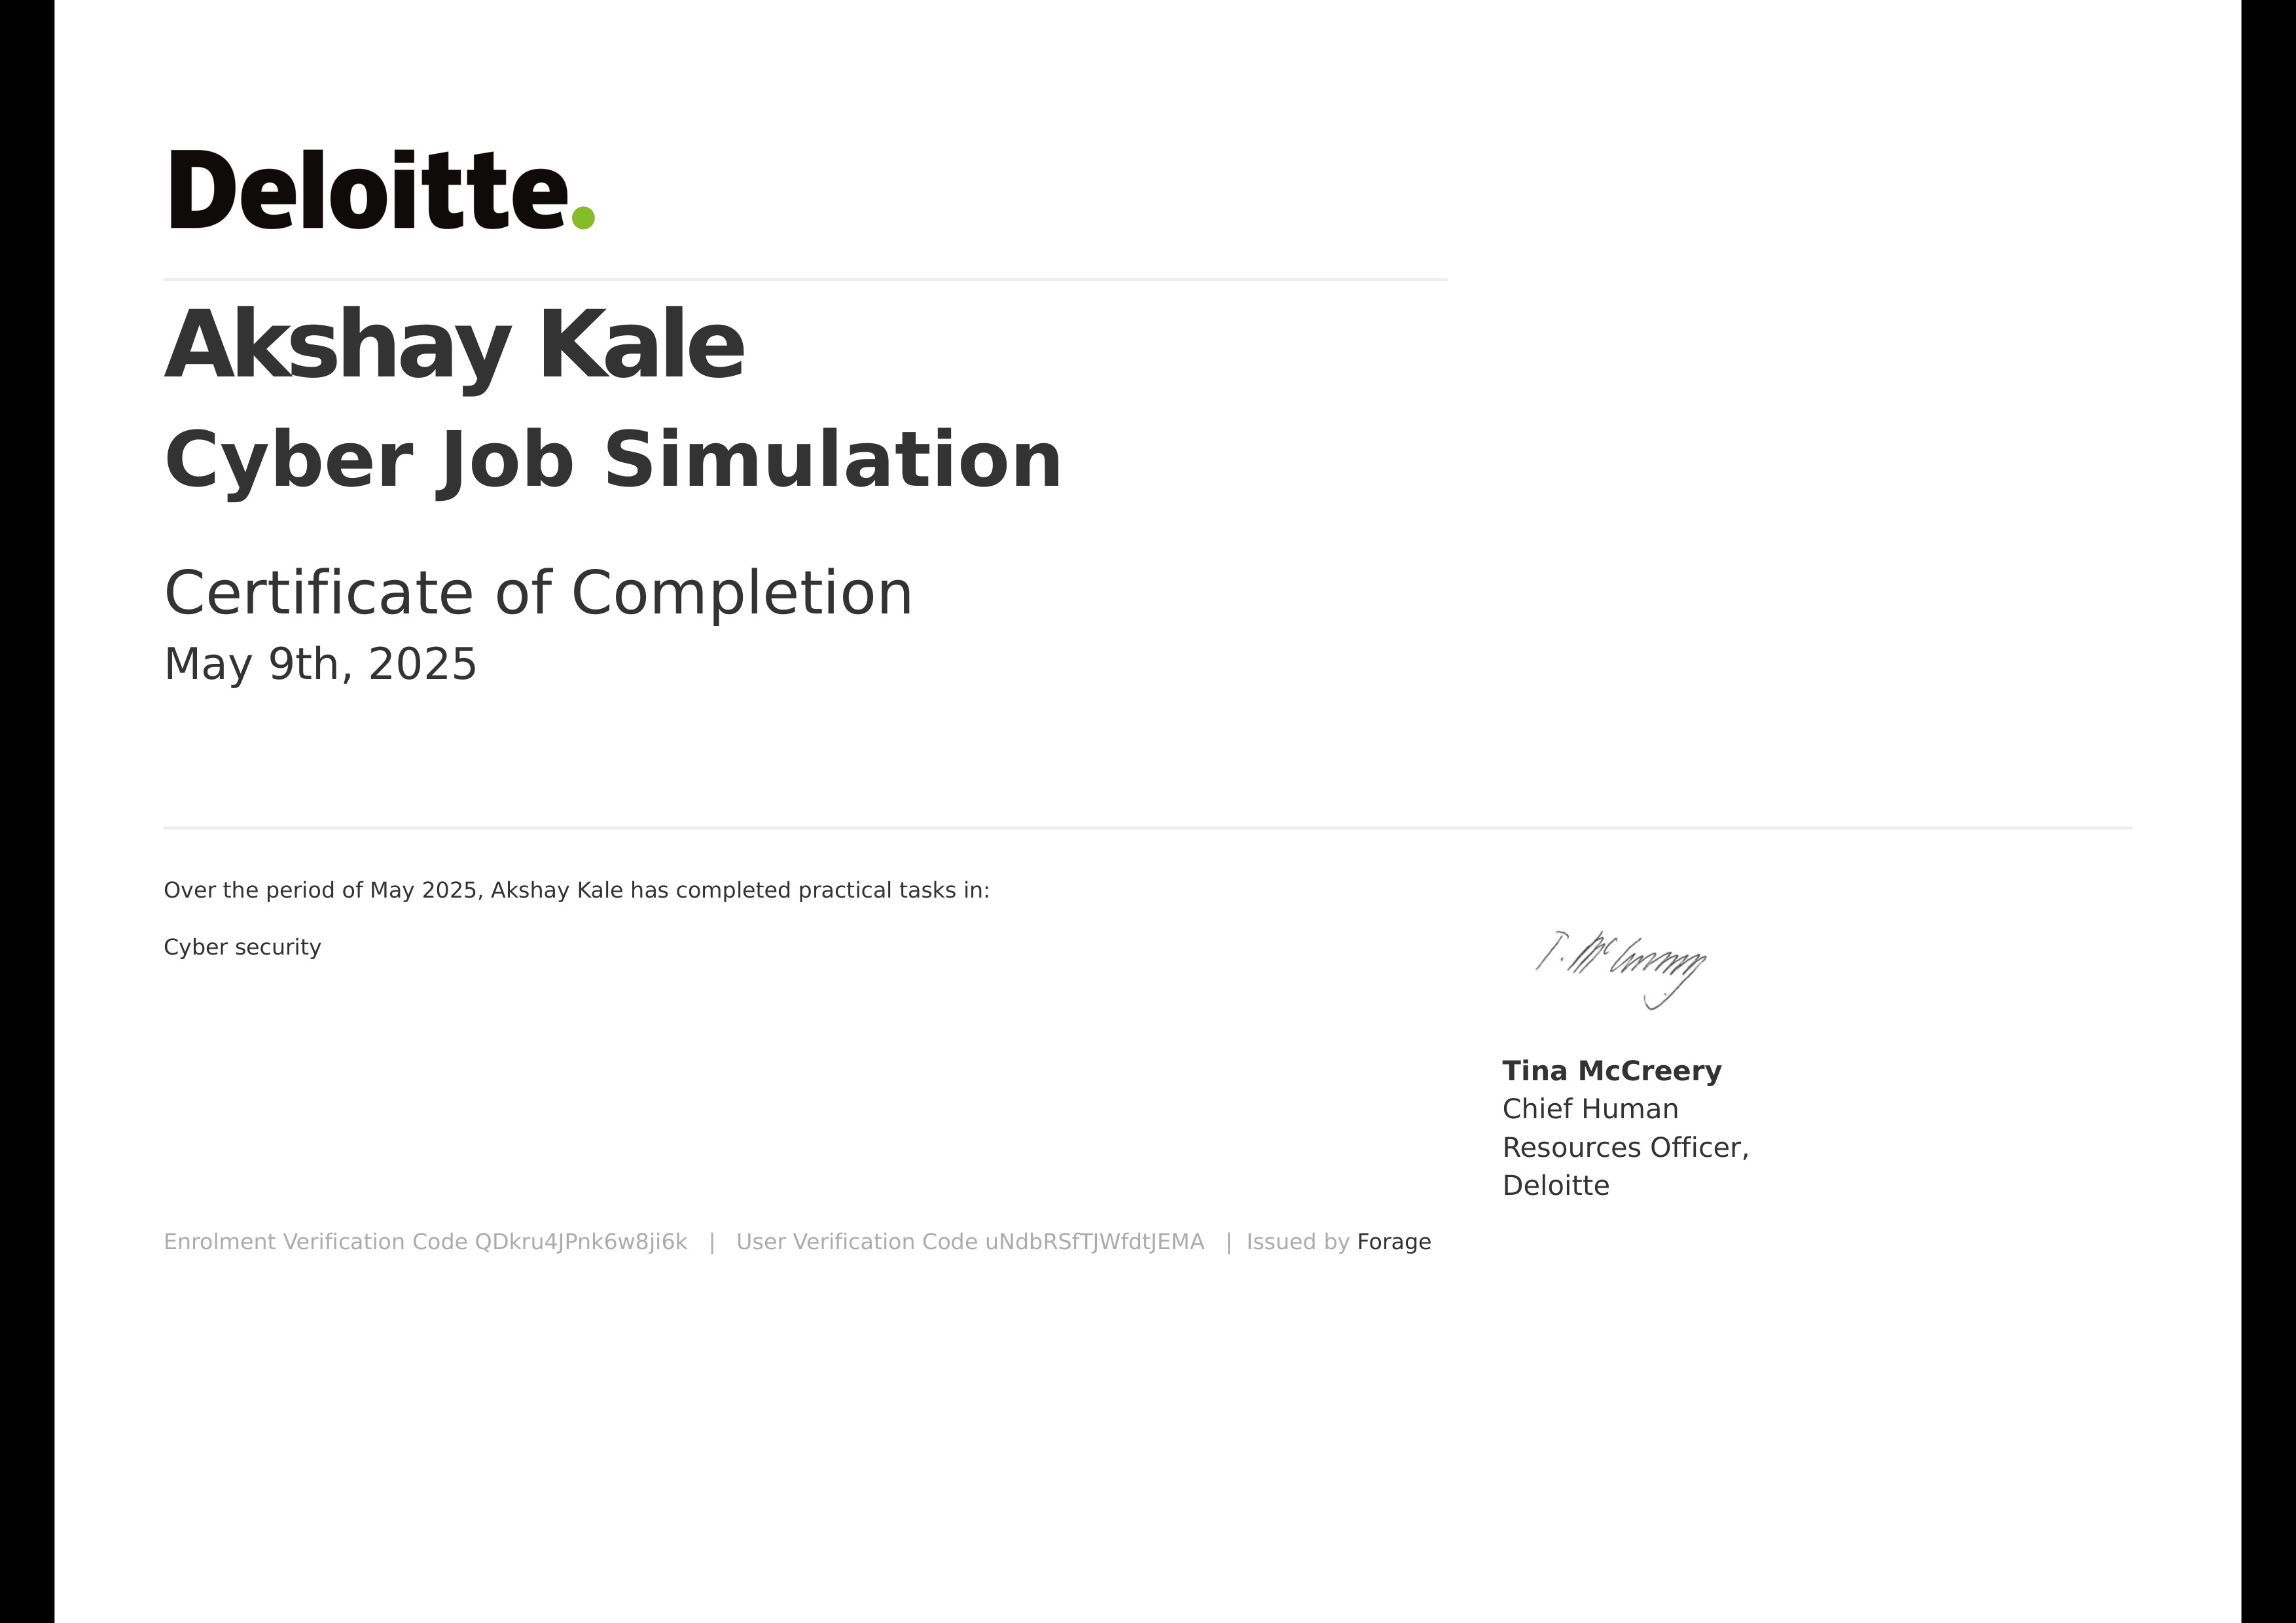 Deloitte.
Akshay Kale
Cyber Job Simulation
Certificate of Completion
May 9th, 2025
Over the period of May 2025, Akshay Kale has completed practical tasks in:
Cyber security
T. McCreery
Tina McCreery
Chief Human
Resources Officer,
Deloitte
Enrolment Verification Code QDkru4JPnk6w8ji6k | User Verification Code uNdbRSfTJWfdtJEMA | Issued by Forage